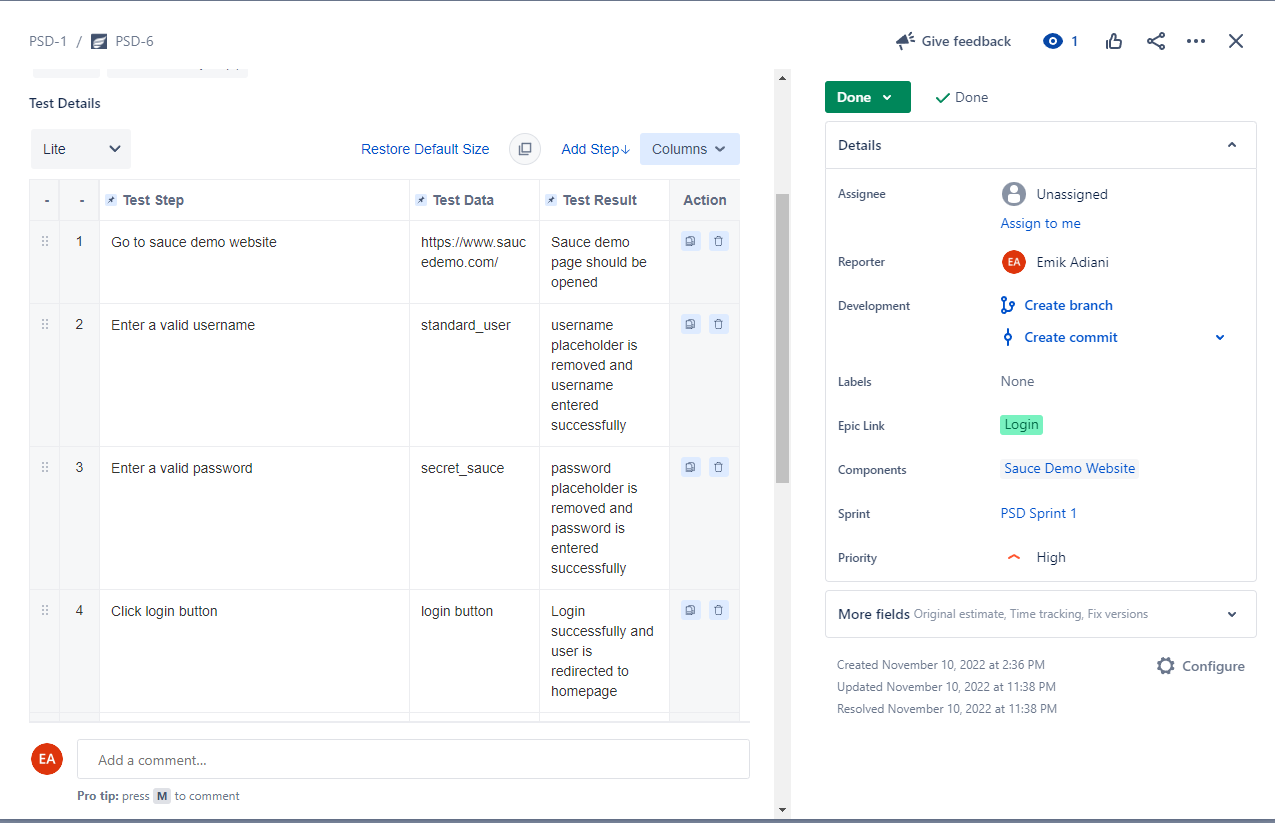 PSD-1 / PSD-6
Give feedback 1
Test Details
Lite
Restore Default Size
Add Step↓
Columns
- - Test Step Test Data Test Result Action
1 Go to sauce demo website
https://www.sauc
edemo.com/
Sauce demo
page should be
opened
2 Enter a valid username
standard_user
username
placeholder is
removed and
username
entered
successfully
3 Enter a valid password
secret_sauce
password
placeholder is
removed and
password is
entered
successfully
4 Click login button
login button
Login
successfully and
user is
redirected to
homepage
EA
Add a comment...
Pro tip: press M to comment
Done
Done
Details
Assignee
Unassigned
Assign to me
Reporter
EA Emik Adiani
Development
Create branch
Create commit
Labels
None
Epic Link
Login
Components
Sauce Demo Website
Sprint
PSD Sprint 1
Priority
High
More fields Original estimate, Time tracking, Fix versions
Created November 10, 2022 at 2:36 PM
Updated November 10, 2022 at 11:38 PM
Resolved November 10, 2022 at 11:38 PM
Configure